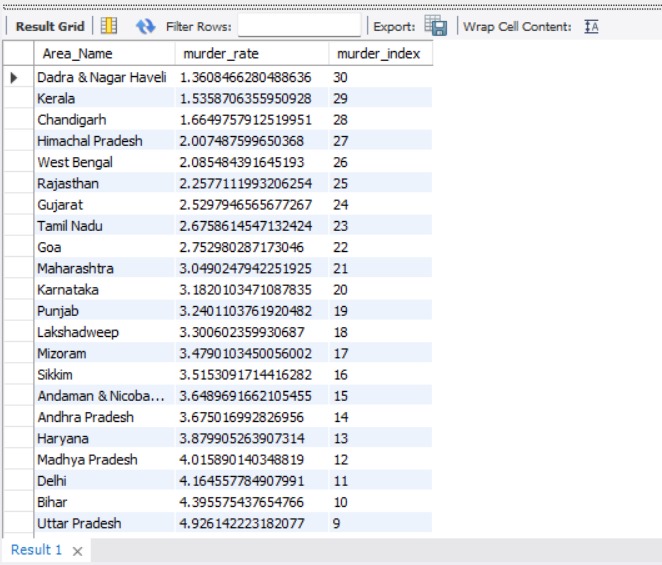 Result Grid Filter Rows: Export: Wrap Cell Content: IA
Area_Name murder_rate murder_index
Dadra & Nagar Haveli 1.3608466280488636 30
Kerala 1.5358706355950928 29
Chandigarh 1.6649757912519951 28
Himachal Pradesh 2.007487599650368 27
West Bengal 2.085484391645193 26
Rajasthan 2.2577111993206254 25
Gujarat 2.5297946565677267 24
Tamil Nadu 2.6758614547132424 23
Goa 2.752980287173046 22
Maharashtra 3.0490247942251925 21
Karnataka 3.1820103471087835 20
Punjab 3.2401103761920482 19
Lakshadweep 3.300602359930687 18
Mizoram 3.4790103450056002 17
Sikkim 3.5153091714416282 16
Andaman & Nicoba... 3.6489691662105455 15
Andhra Pradesh 3.675016992826956 14
Haryana 3.879905263907314 13
Madhya Pradesh 4.015890140348819 12
Delhi 4.164557784907991 11
Bihar 4.395575437654766 10
Uttar Pradesh 4.926142223182077 9
Result 1